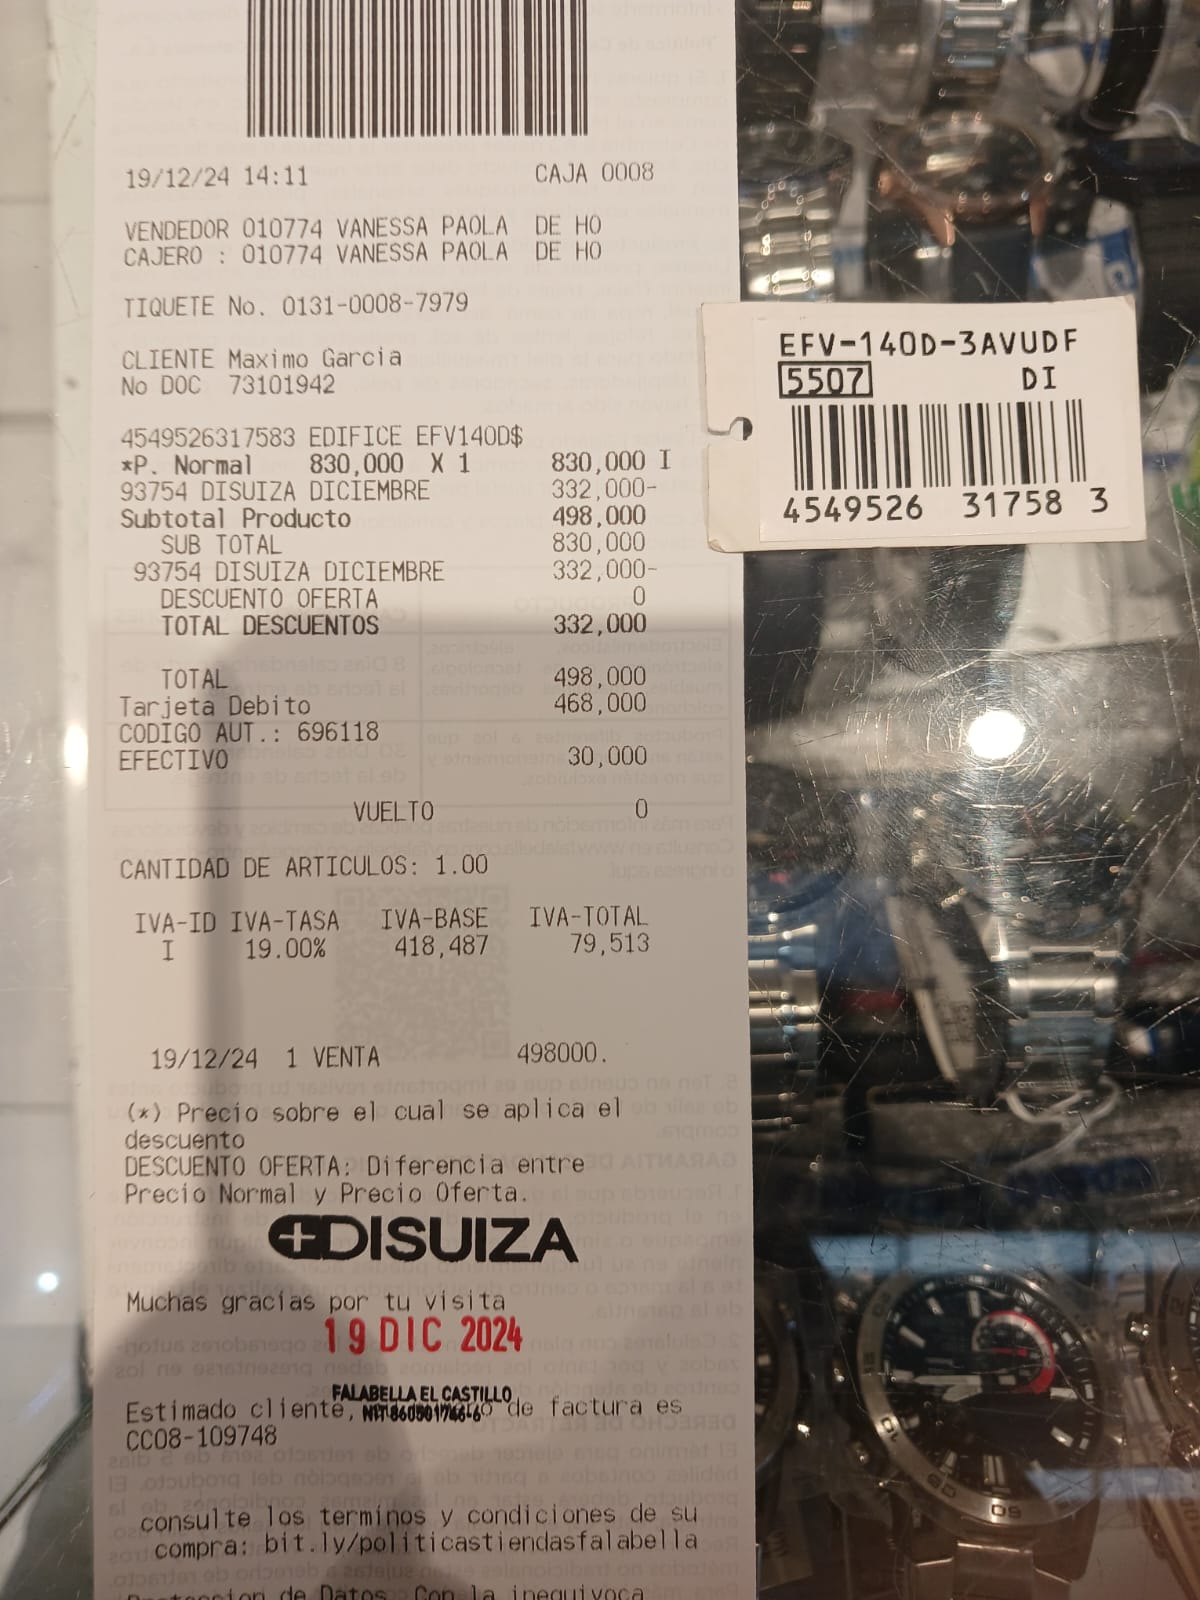 19/12/24 14:11 CAJA 0008
VENDEDOR 010774 VANESSA PAOLA DE HO
CAJERO : 010774 VANESSA PAOLA DE HO
TIQUETE No. 0131-0008-7979
CLIENTE Maximo Garcia
No DOC 73101942
4549526317583 EDIFICE EFV140D$
*P. Normal 830,000 X 1 830,000 I
93754 DISUIZA DICIEMBRE 332,000-
Subtotal Producto 498,000
SUB TOTAL 830,000
93754 DISUIZA DICIEMBRE 332,000-
DESCUENTO OFERTA 0
TOTAL DESCUENTOS 332,000
TOTAL 498,000
Tarjeta Debito 468,000
CODIGO AUT.: 696118
EFECTIVO 30,000
VUELTO 0
CANTIDAD DE ARTICULOS: 1.00
IVA-ID IVA-TASA IVA-BASE IVA-TOTAL
I 19.00% 418,487 79,513
19/12/24 1 VENTA 498000.
(*) Precio sobre el cual se aplica el
descuento
DESCUENTO OFERTA: Diferencia entre
Precio Normal y Precio Oferta.
DISUIZA
Muchas gracias por tu visita
19 DIC 2024
FALABELLA EL CASTILLO
NIT 860501746-6
Estimado cliente, de factura es
CC08-109748
consulte los terminos y condiciones de su
compra: bit.ly/politicastiendasfalabella
de Datos. Con la inequivoca
EFV-140D-3AVUDF
5507 DI
4549526 31758 3